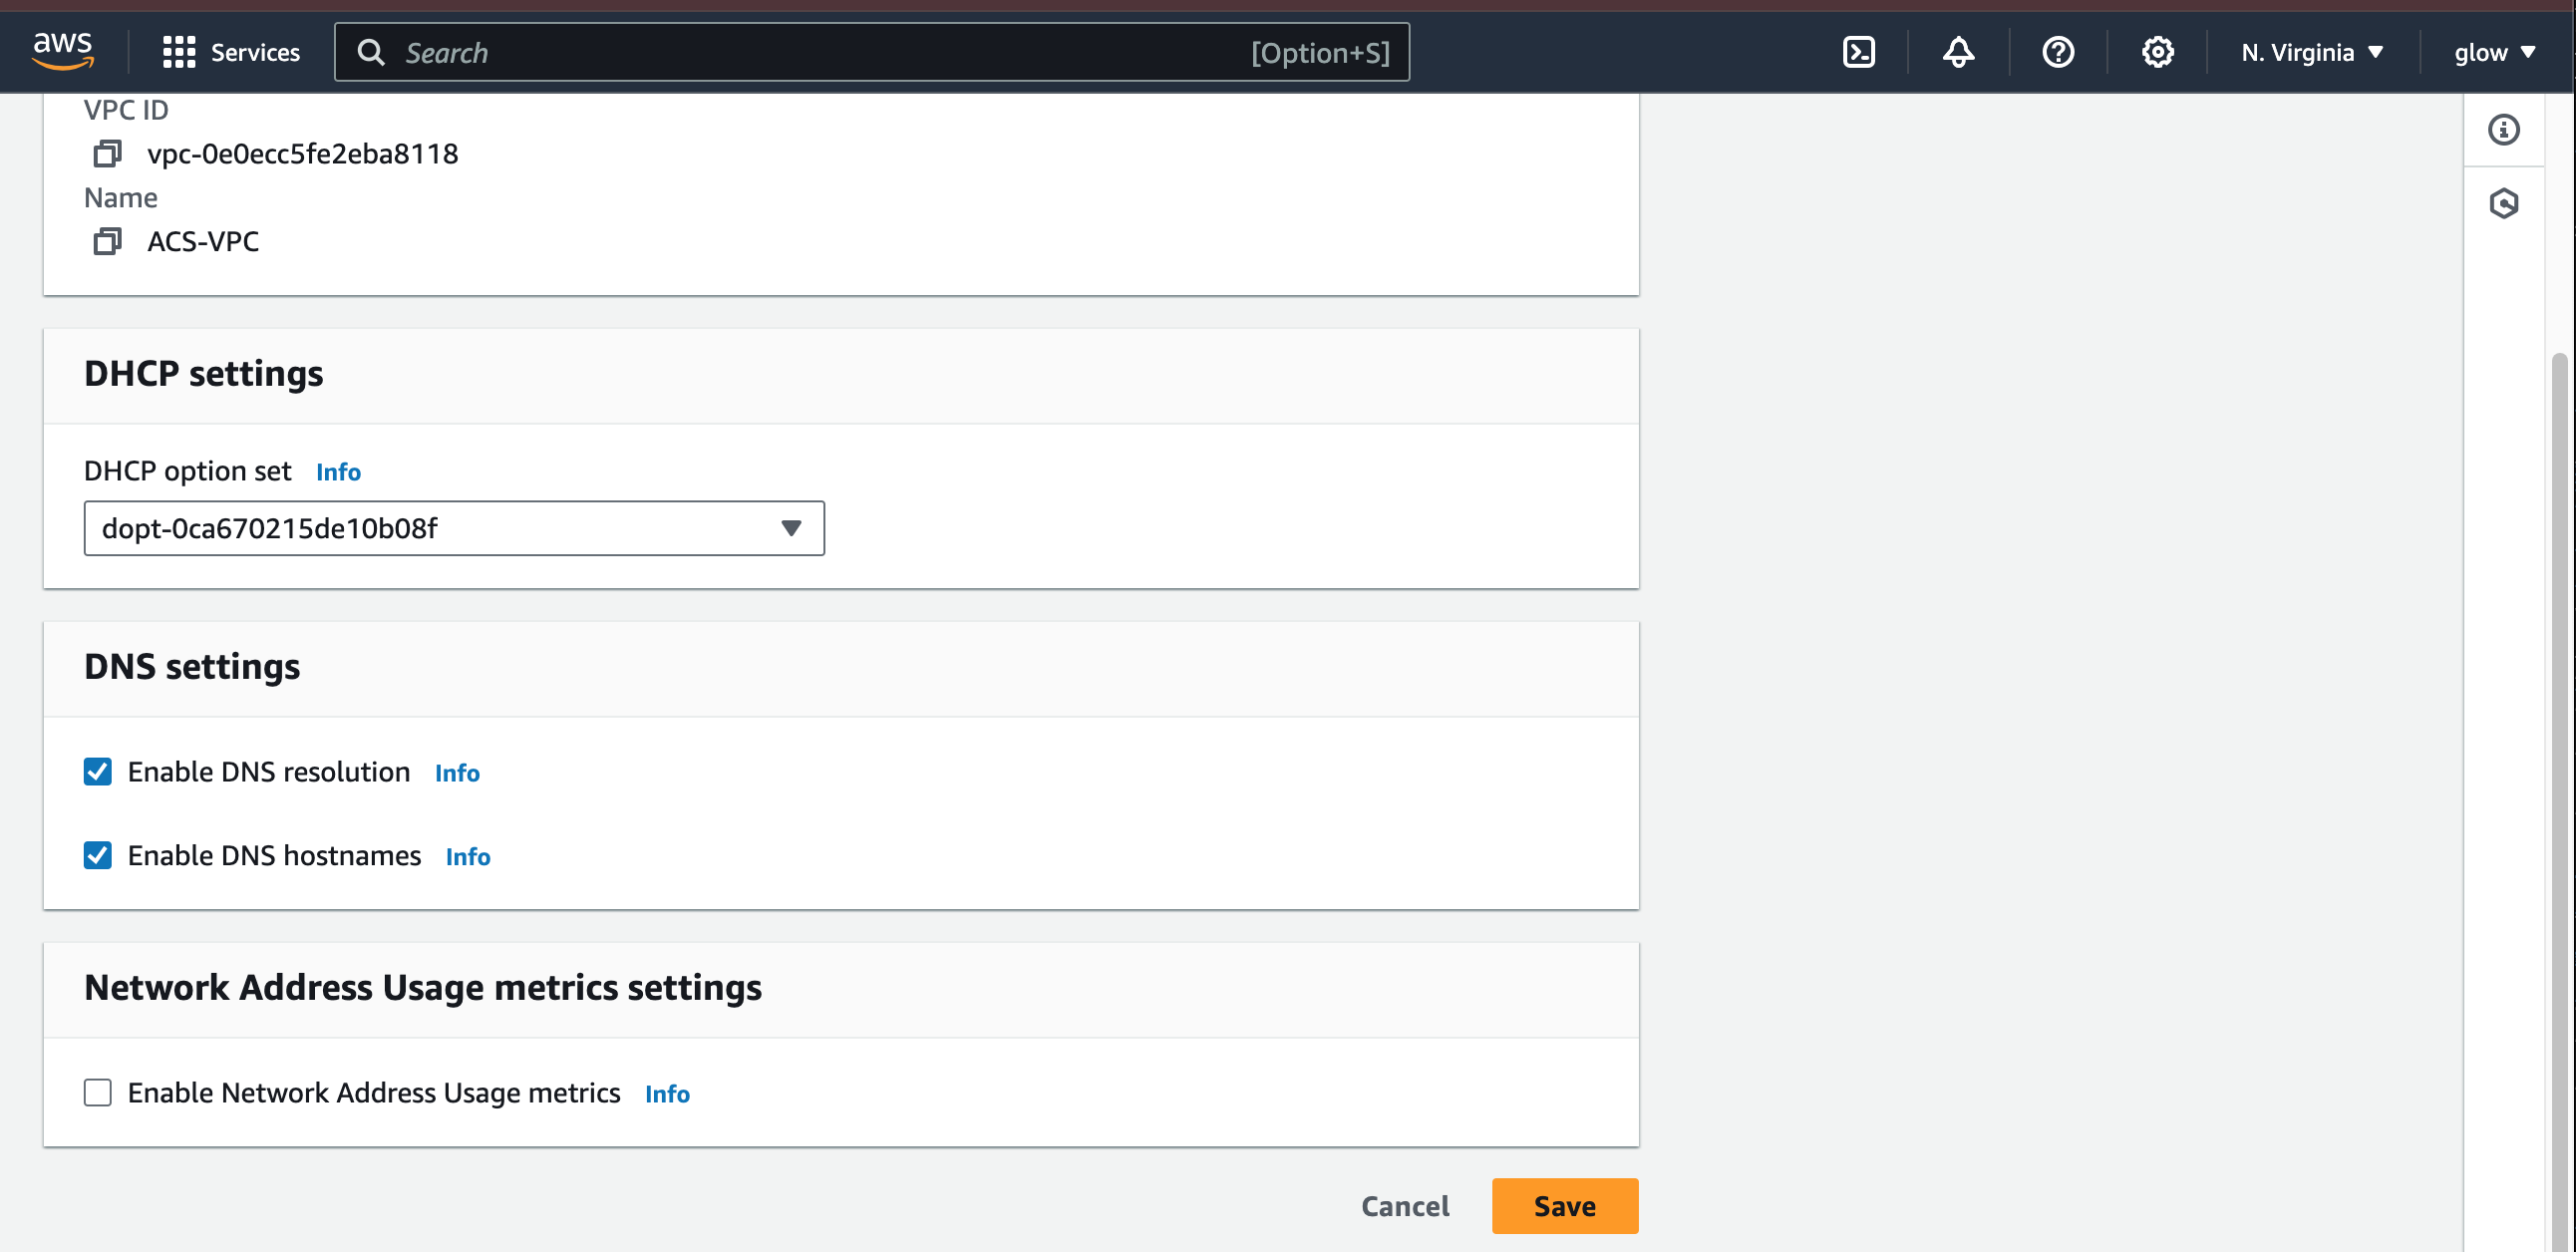 aws Services Search [Option+S] N. Virginia glow
VPC ID
vpc-0e0ecc5fe2eba8118
Name
ACS-VPC
DHCP settings
DHCP option set Info
dopt-0ca670215de10b08f
DNS settings
Enable DNS resolution Info
Enable DNS hostnames Info
Network Address Usage metrics settings
Enable Network Address Usage metrics Info
Cancel Save